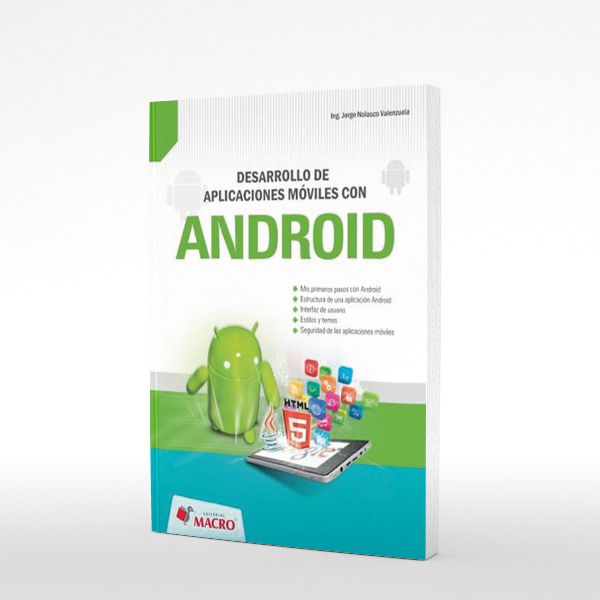 Ing. Jorge Nolasco Valenzuela
DESARROLLO DE
APLICACIONES MÓVILES CON
ANDROID
Mis primeros pasos con Android
Estructura de una aplicación Android
Interfaz de usuario
Estilos y temas
Seguridad de las aplicaciones móviles
HTML
5
EDITORIAL
MACRO®